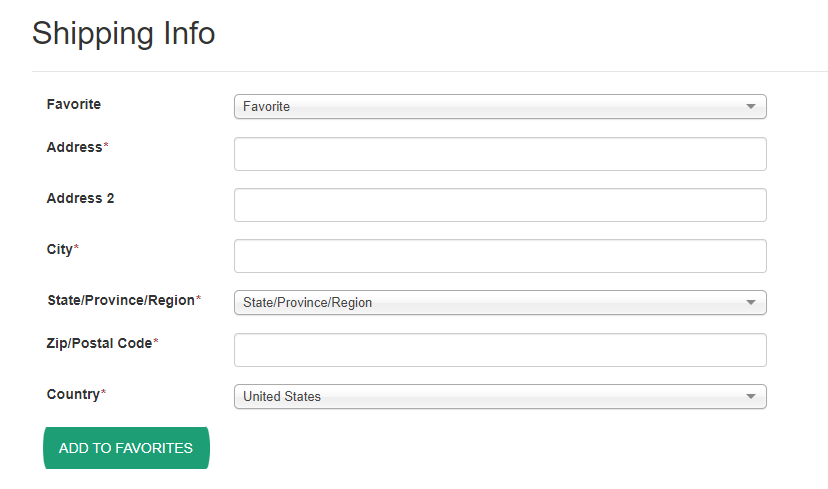 Shipping Info
Favorite Favorite
Address*
Address 2
City*
State/Province/Region* State/Province/Region
Zip/Postal Code*
Country* United States
ADD TO FAVORITES